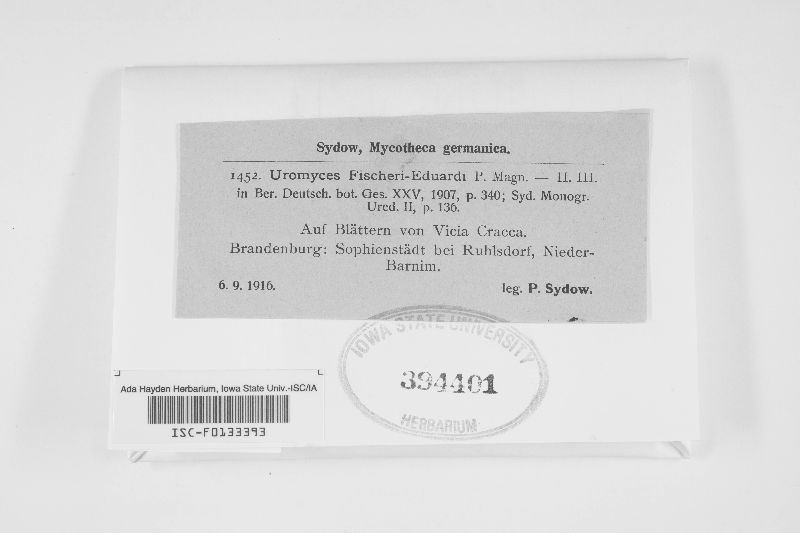 Sydow, Mycotheca germanica.
1452. Uromyces Fischeri-Eduardi P. Magn. — II. III.
in Ber. Deutsch. bot. Ges. XXV, 1907, p. 340; Syd. Monogr.
Ured. II, p. 136.
Auf Blättern von Vicia Cracca.
Brandenburg: Sophienstädt bei Ruhlsdorf, Nieder-
Barnim.
6. 9. 1916. leg. P. Sydow.
IOWA STATE UNIVERSITY
394401
HERBARIUM
Ada Hayden Herbarium, Iowa State Univ.-ISC/IA
ISC-F0133393